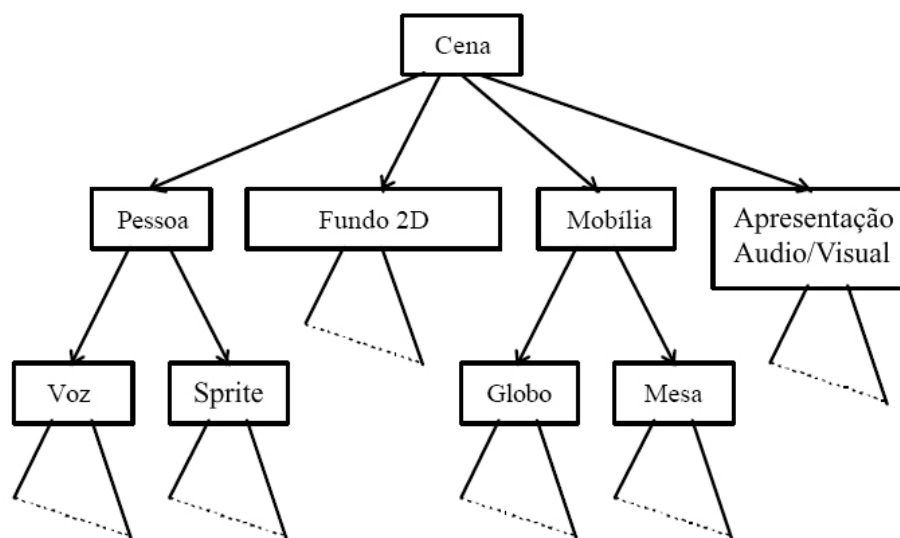 Cena
Pessoa
Fundo 2D
Mobília
Apresentação
Audio/Visual
Voz
Sprite
Globo
Mesa